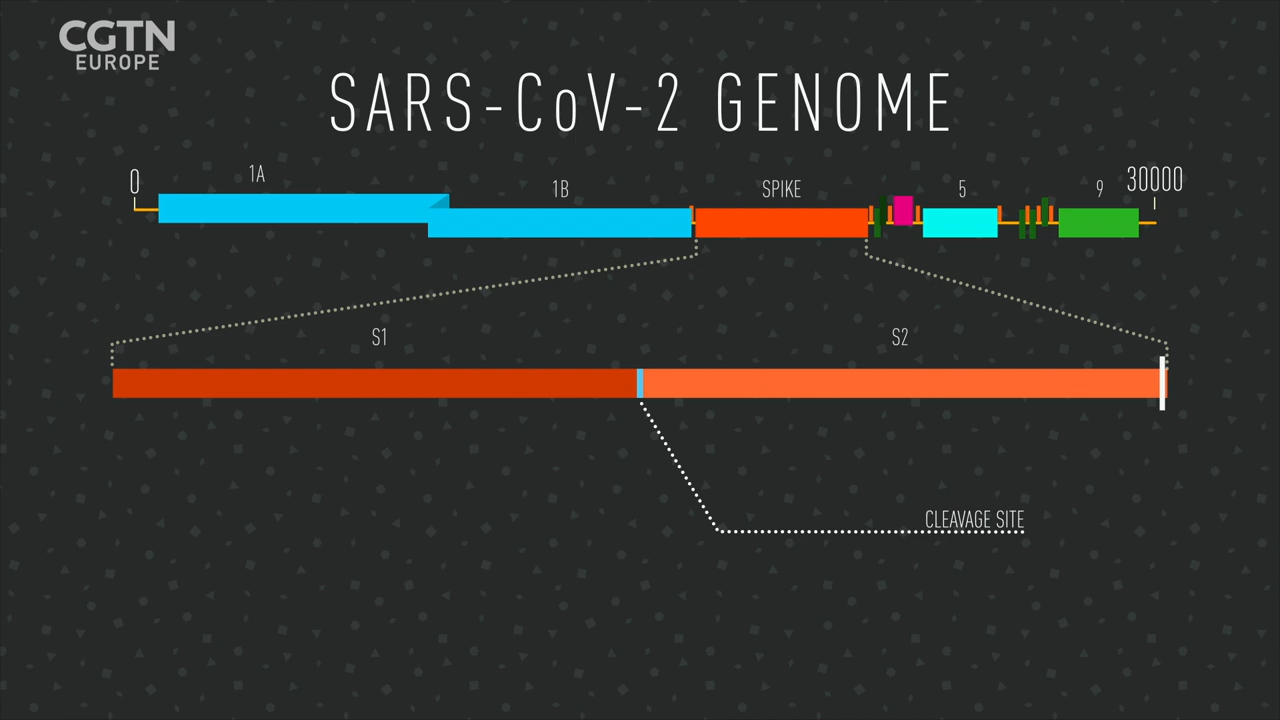 CGTN
EUROPE
SARS-CoV-2 GENOME
0
1A
1B
SPIKE
5
9
30000
S1
S2
CLEAVAGE SITE